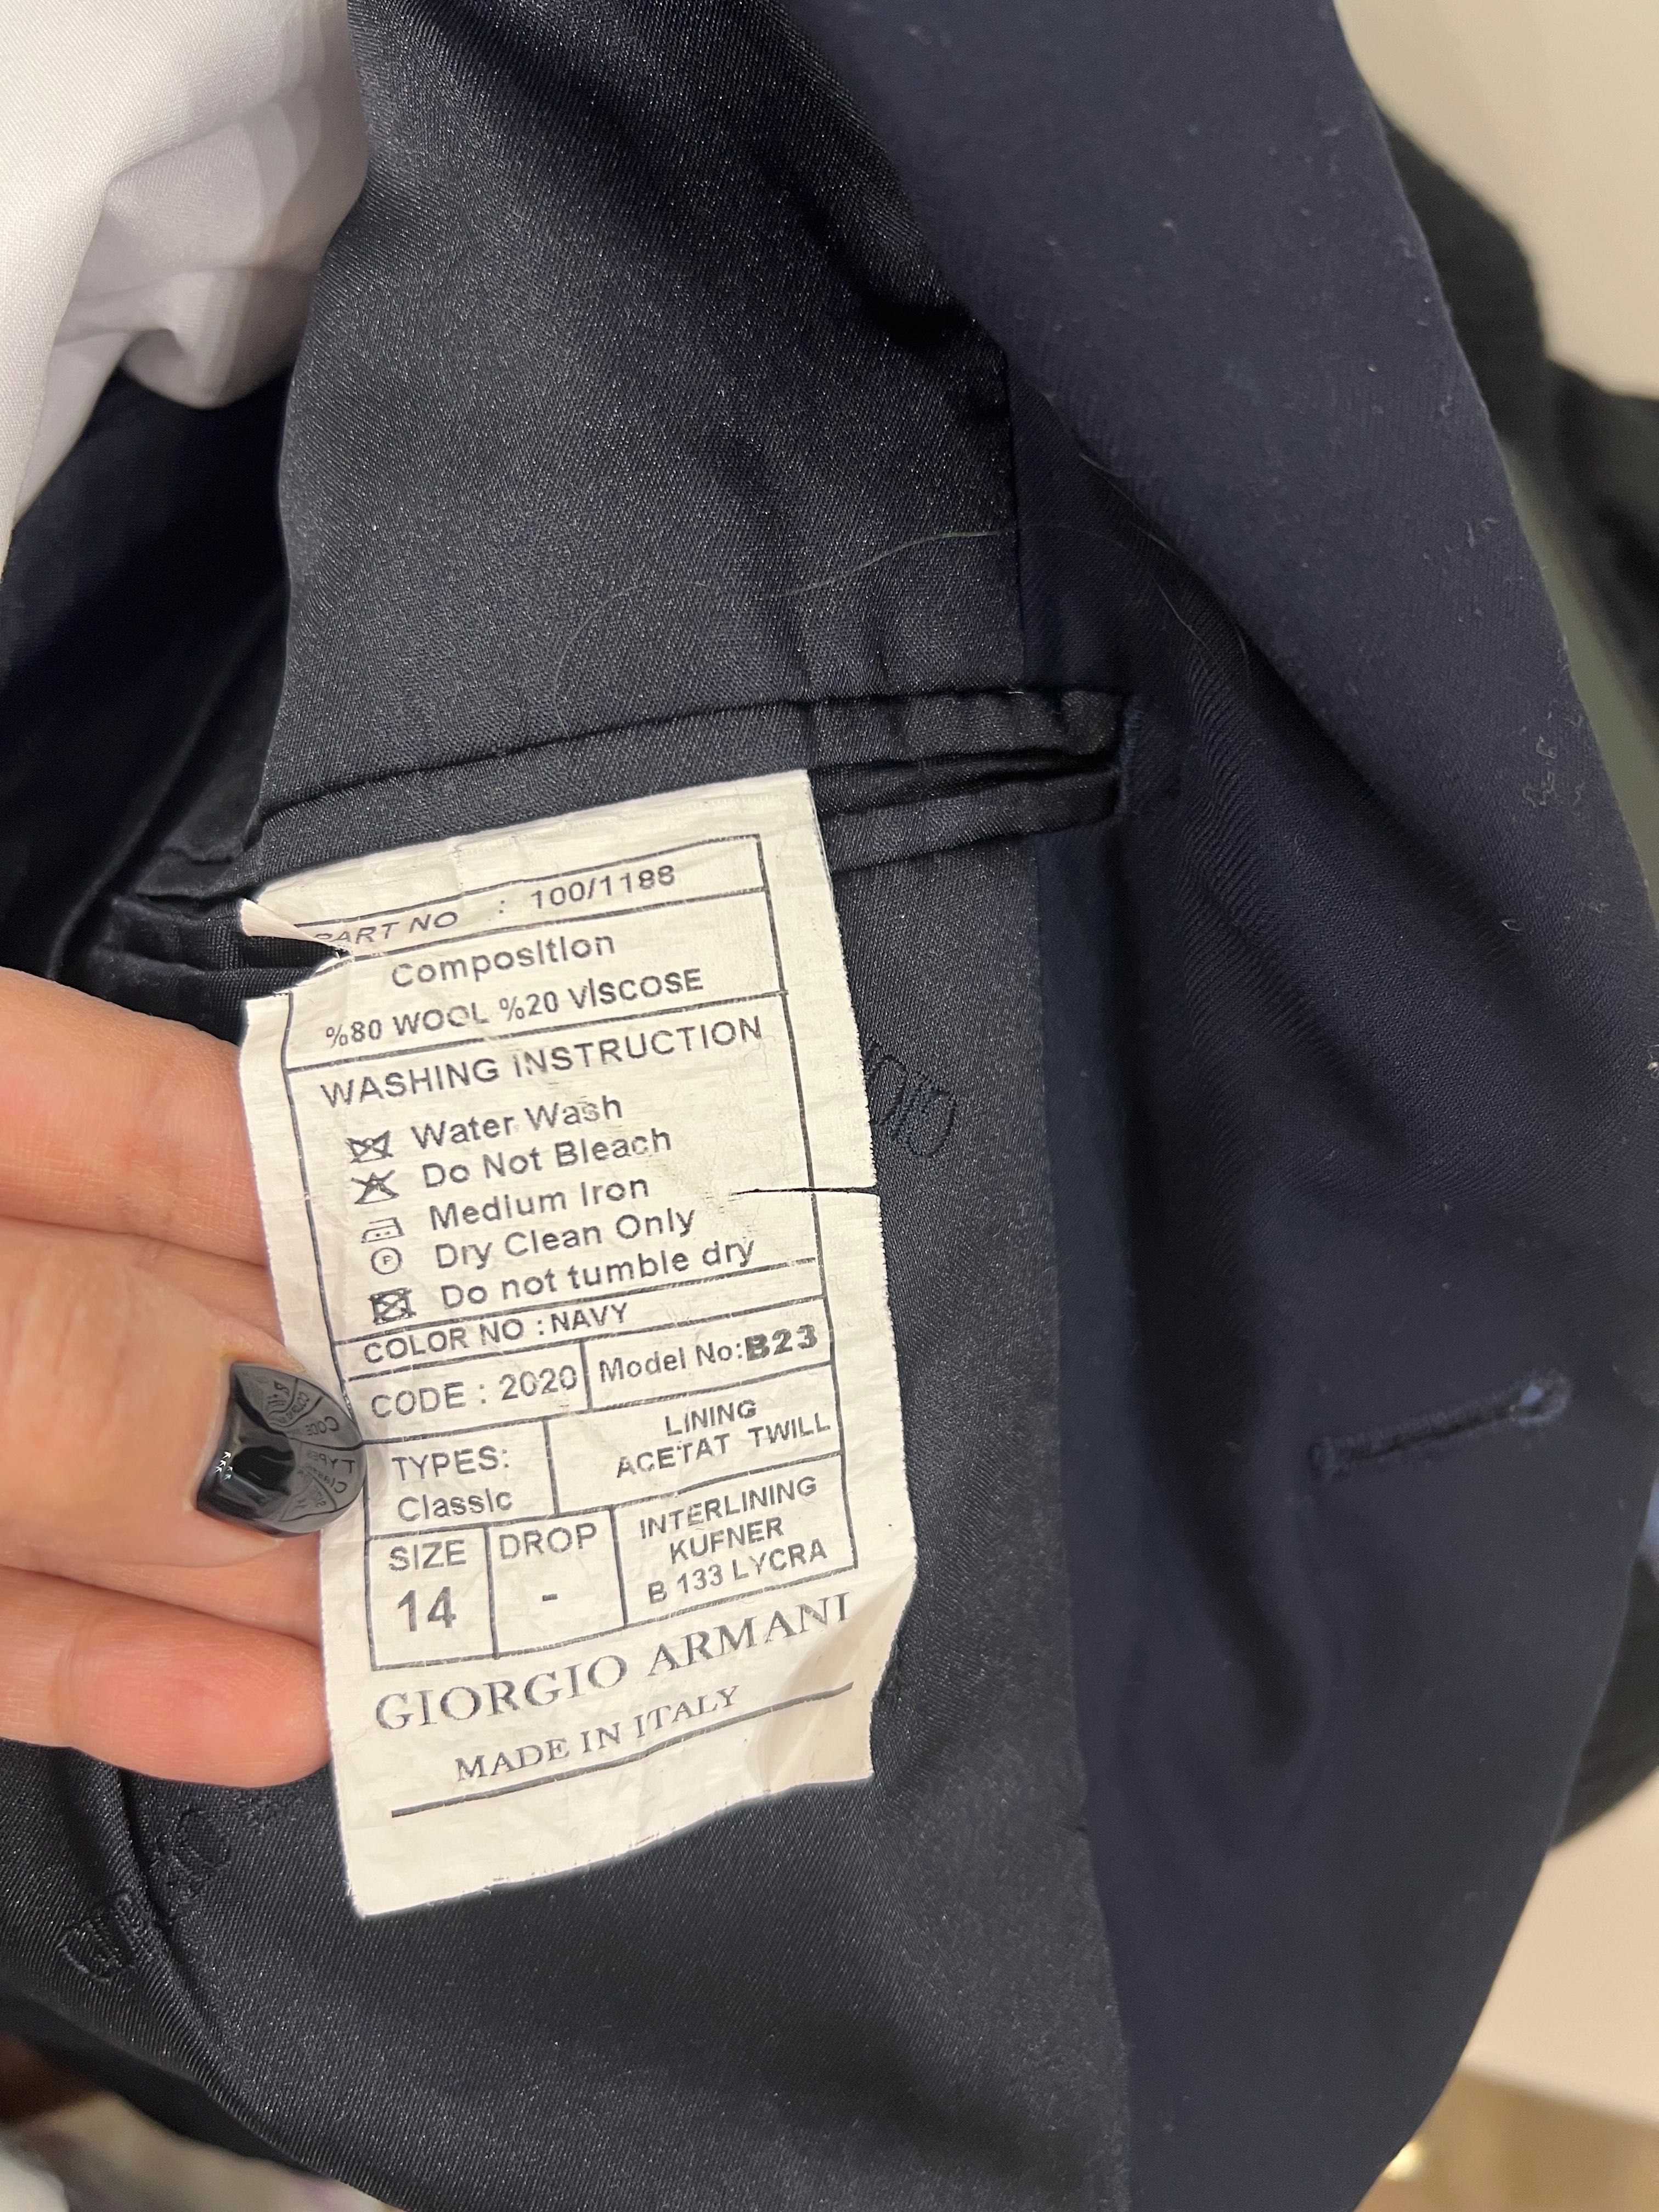 PART NO : 100/1188
Composition
%80 WOOL %20 VISCOSE
WASHING INSTRUCTION
Water Wash
Do Not Bleach
Medium Iron
P Dry Clean Only
Do not tumble dry
COLOR NO : NAVY
CODE : 2020 Model No:B23
TYPES:
Classic
LINING
ACETAT TWILL
SIZE
14
DROP
-
INTERLINING
KUFNER
B 133 LYCRA
GIORGIO ARMANI
MADE IN ITALY